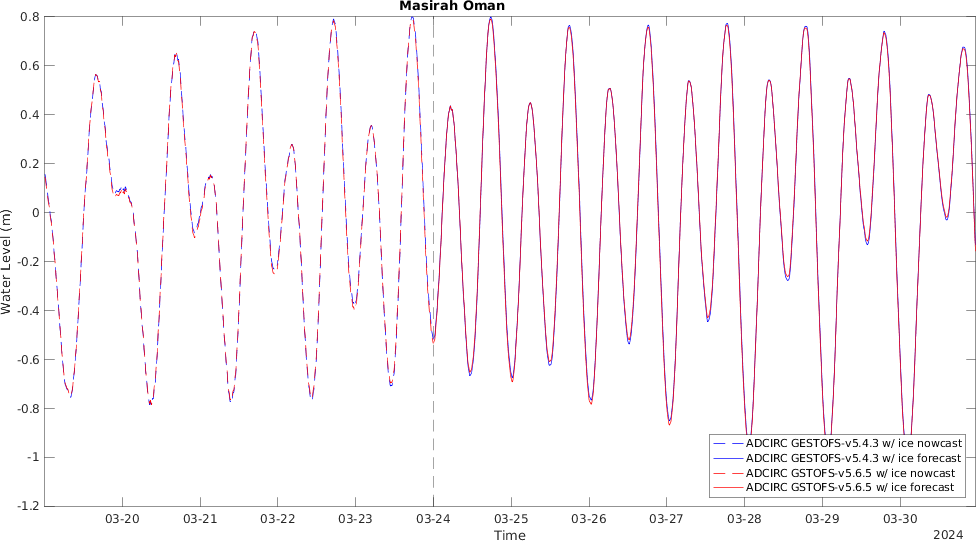 Masirah Oman
0.8
0.6
0.4
0.2
0
-0.2
-0.4
-0.6
-0.8
-1
-1.2
Water Level (m)
ADCIRC GESTOFS-v5.4.3 w/ ice nowcast
ADCIRC GESTOFS-v5.4.3 w/ ice forecast
ADCIRC GSTOFS-v5.6.5 w/ ice nowcast
ADCIRC GSTOFS-v5.6.5 w/ ice forecast
03-20 03-21 03-22 03-23 03-24 03-25 03-26 03-27 03-28 03-29 03-30
Time
2024